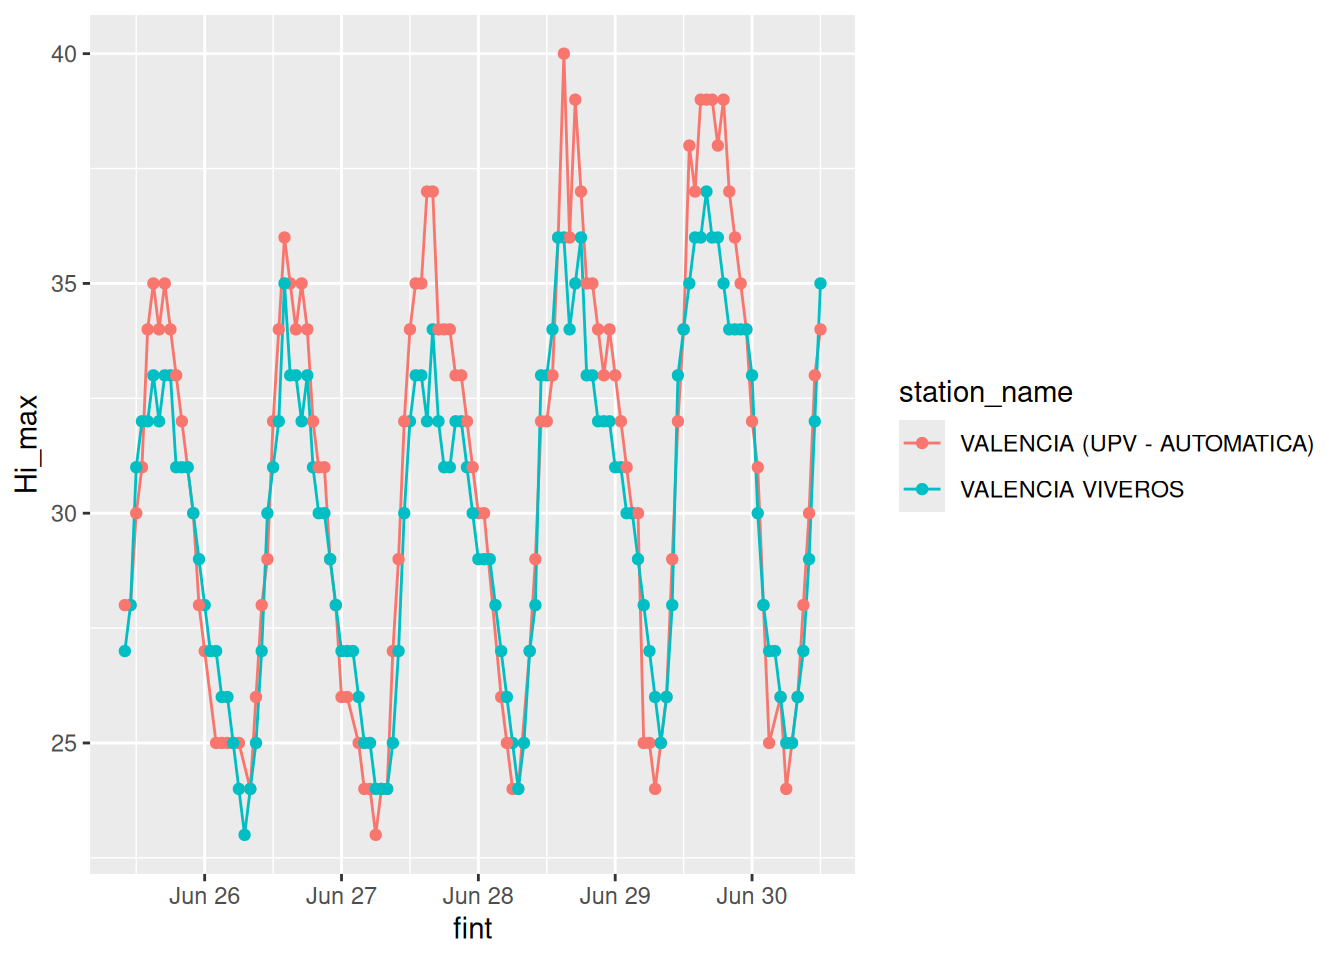 40
35
30
25
Hi_max
Jun 26
Jun 27
Jun 28
Jun 29
Jun 30
fint
station_name
VALENCIA (UPV - AUTOMATICA)
VALENCIA VIVEROS